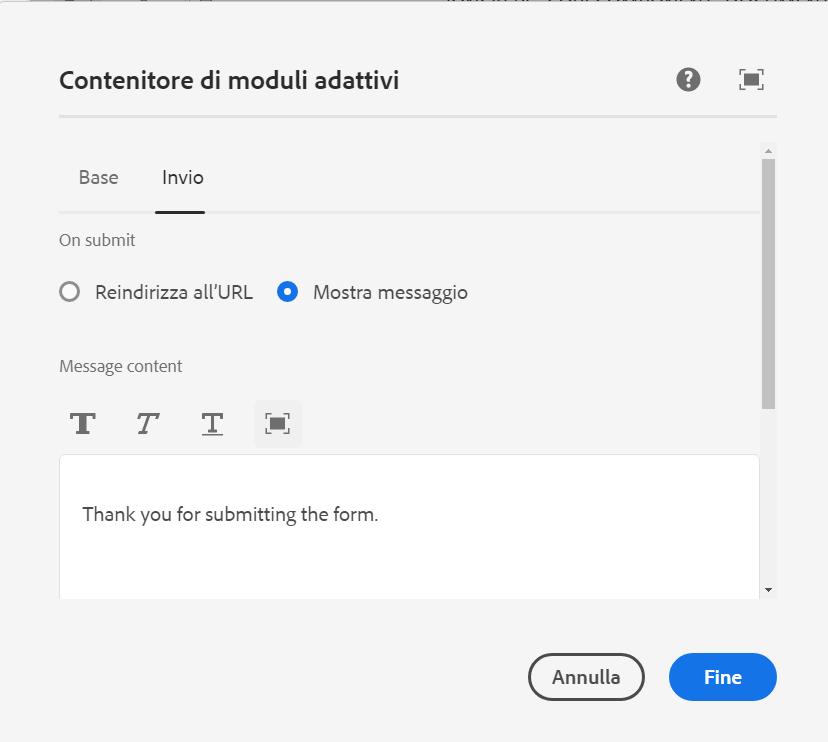 Contenitore di moduli adattivi
Base Invio
On submit
Reindirizza all’URL Mostra messaggio
Message content
T T T
Thank you for submitting the form.
Annulla Fine